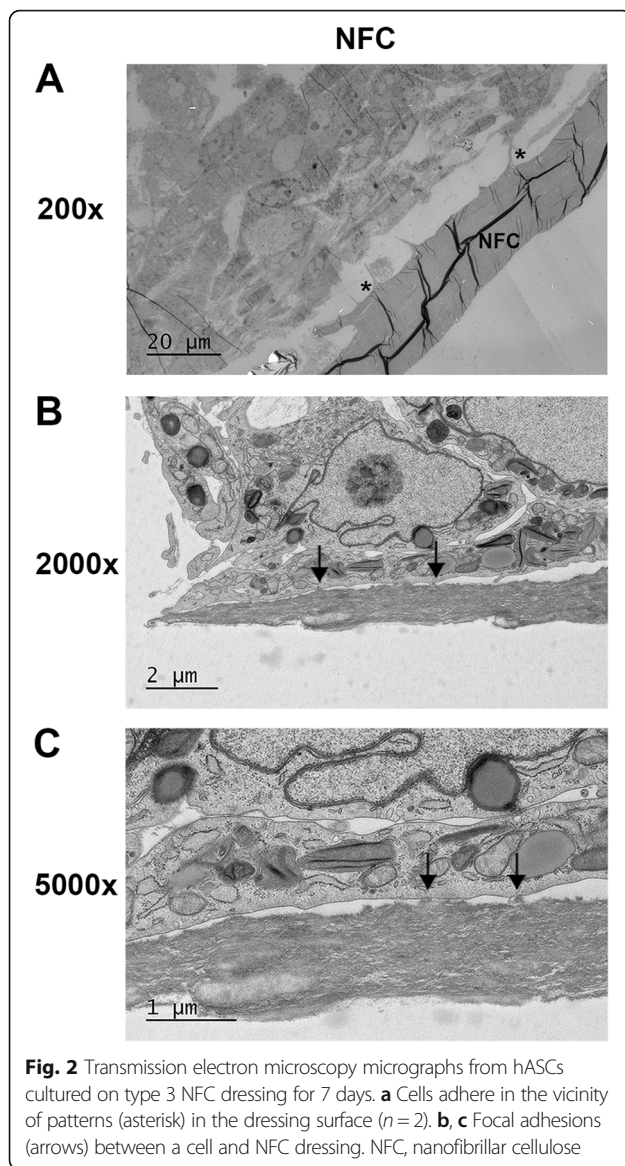 NFC
A
200x
*
*
NFC
20 µm
B
2000x
2 µm
C
5000x
1 µm
Fig. 2 Transmission electron microscopy micrographs from hASCs
cultured on type 3 NFC dressing for 7 days. a Cells adhere in the vicinity
of patterns (asterisk) in the dressing surface (n = 2). b, c Focal adhesions
(arrows) between a cell and NFC dressing. NFC, nanofibrillar cellulose